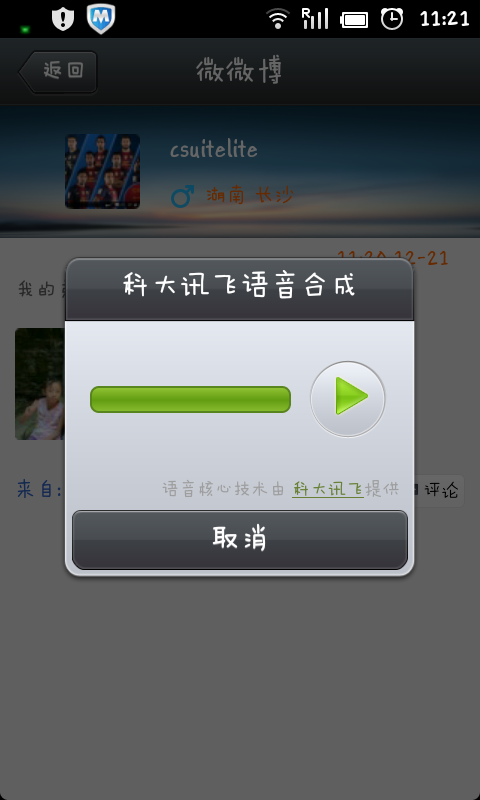 R 11:21
返回 微微博
csuitelite
湖南 长沙
11:20 12-21
我的
科大讯飞语音合成
语音核心技术由 科大讯飞提供
来自: 评论
取消